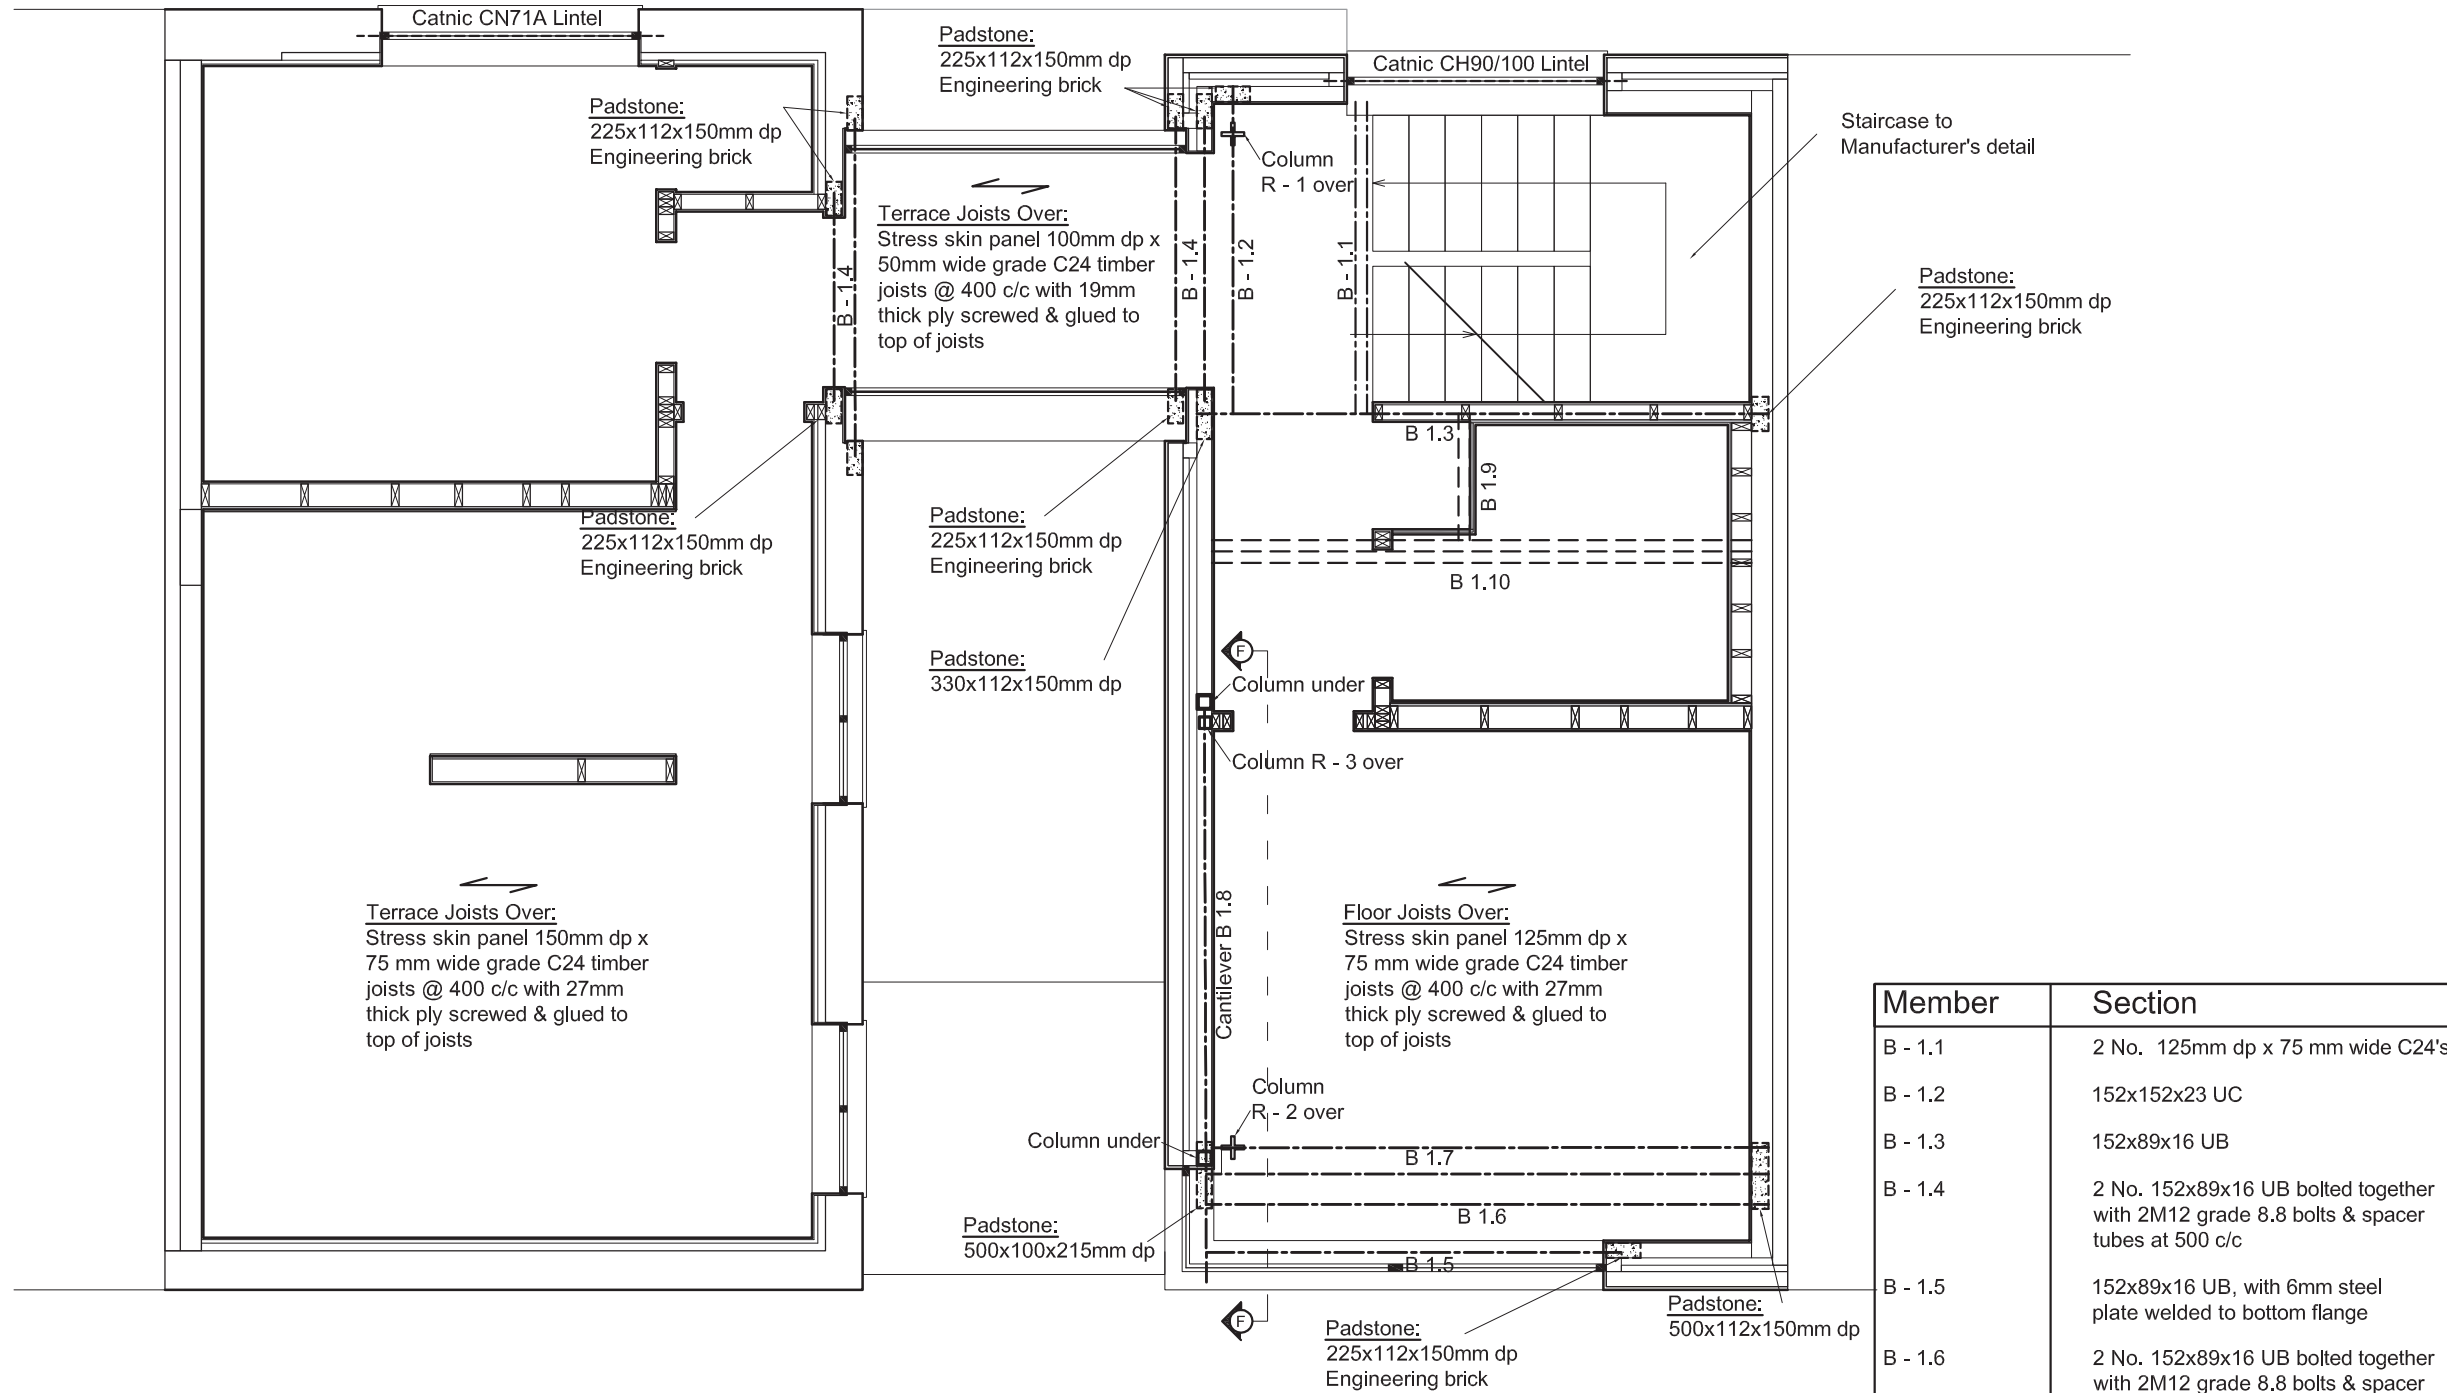 Catnic CN71A Lintel
Padstone:
225x112x150mm dp
Engineering brick
Padstone:
225x112x150mm dp
Engineering brick
Catnic CH90/100 Lintel
Column
R - 1 over
Staircase to
Manufacturer's detail
Terrace Joists Over:
Stress skin panel 100mm dp x
50mm wide grade C24 timber
joists @ 400 c/c with 19mm
thick ply screwed & glued to
top of joists
B - 1.4
B - 1.4
B - 1.2
B - 1.1
Padstone:
225x112x150mm dp
Engineering brick
B 1.3
B 1.9
Padstone:
225x112x150mm dp
Engineering brick
Padstone:
225x112x150mm dp
Engineering brick
B 1.10
Padstone:
330x112x150mm dp
F
Column under
Column R - 3 over
Terrace Joists Over:
Stress skin panel 150mm dp x
75 mm wide grade C24 timber
joists @ 400 c/c with 27mm
thick ply screwed & glued to
top of joists
Cantilever B 1.8
Floor Joists Over:
Stress skin panel 125mm dp x
75 mm wide grade C24 timber
joists @ 400 c/c with 27mm
thick ply screwed & glued to
top of joists
Column
R - 2 over
Column under
B 1.7
B 1.6
B 1.5
Padstone:
500x100x215mm dp
F
Padstone:
225x112x150mm dp
Engineering brick
Padstone:
500x112x150mm dp
Member Section
B - 1.1 2 No. 125mm dp x 75 mm wide C24's
B - 1.2 152x152x23 UC
B - 1.3 152x89x16 UB
B - 1.4 2 No. 152x89x16 UB bolted together
with 2M12 grade 8.8 bolts & spacer
tubes at 500 c/c
B - 1.5 152x89x16 UB, with 6mm steel
plate welded to bottom flange
B - 1.6 2 No. 152x89x16 UB bolted together
with 2M12 grade 8.8 bolts & spacer